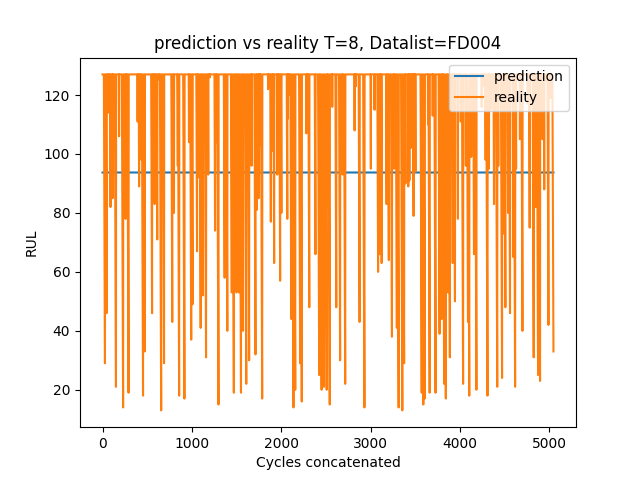 prediction vs reality T=8, Datalist=FD004
prediction
reality
RUL
120
100
80
60
40
20
0
1000
2000
3000
4000
5000
Cycles concatenated